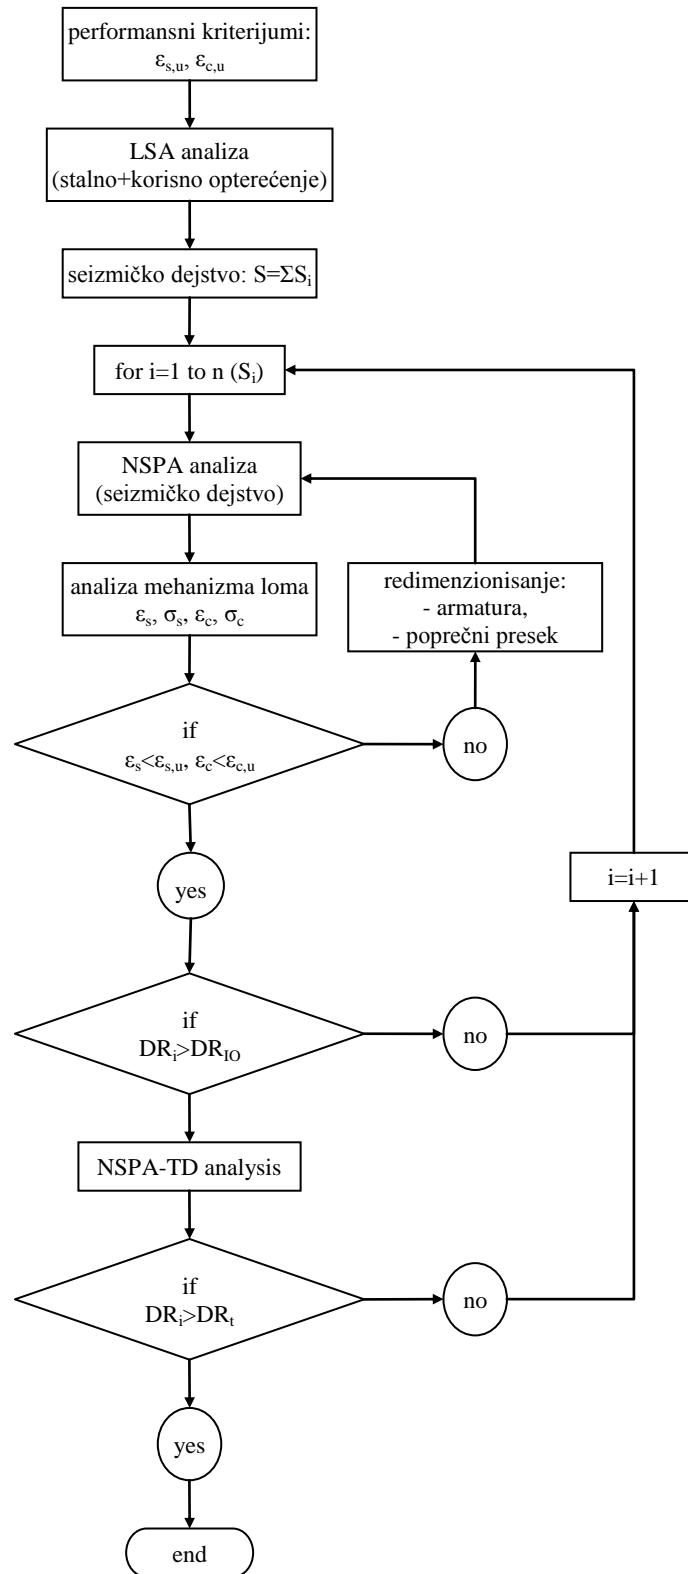 performansni kriterijumi:
εs,u, εc,u
LSA analiza
(stalno+korisno opterećenje)
seizmičko dejstvo: S=ΣSi
for i=1 to n (Si)
NSPA analiza
(seizmičko dejstvo)
analiza mehanizma loma
εs, σs, εc, σc
redimenzionisanje:
- armatura,
- poprečni presek
if
εs<εs,u, εc<εc,u
no
yes
i=i+1
if
DRi>DRIO
no
NSPA-TD analysis
if
DRi>DRt
no
yes
end